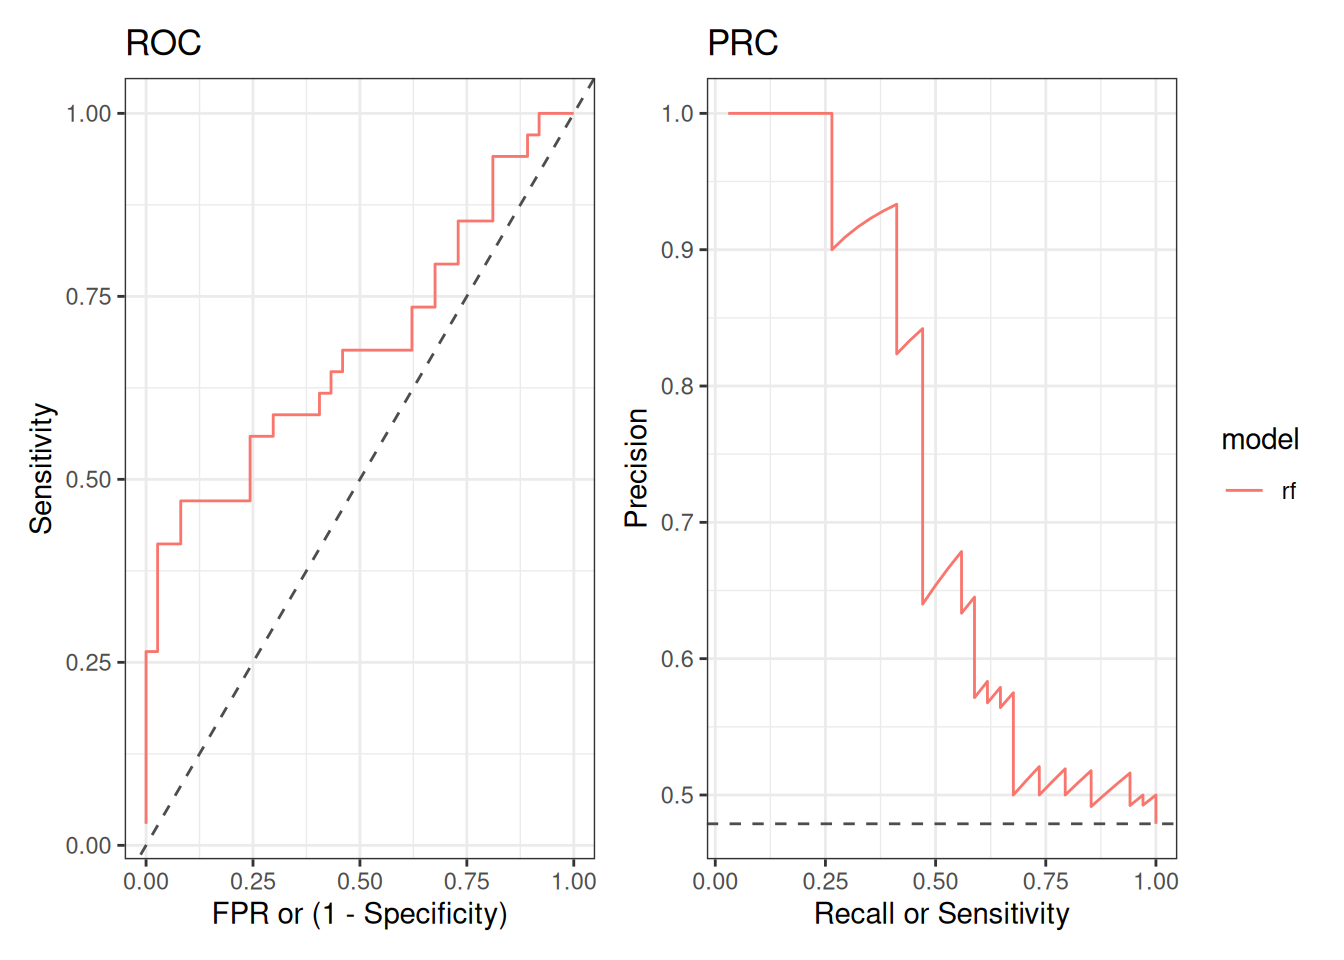 ROC
1.00
0.75
0.50
0.25
0.00
Sensitivity
0.00 0.25 0.50 0.75 1.00
FPR or (1 - Specificity)
PRC
1.0
0.9
0.8
0.7
0.6
0.5
Precision
0.00 0.25 0.50 0.75 1.00
Recall or Sensitivity
model
rf